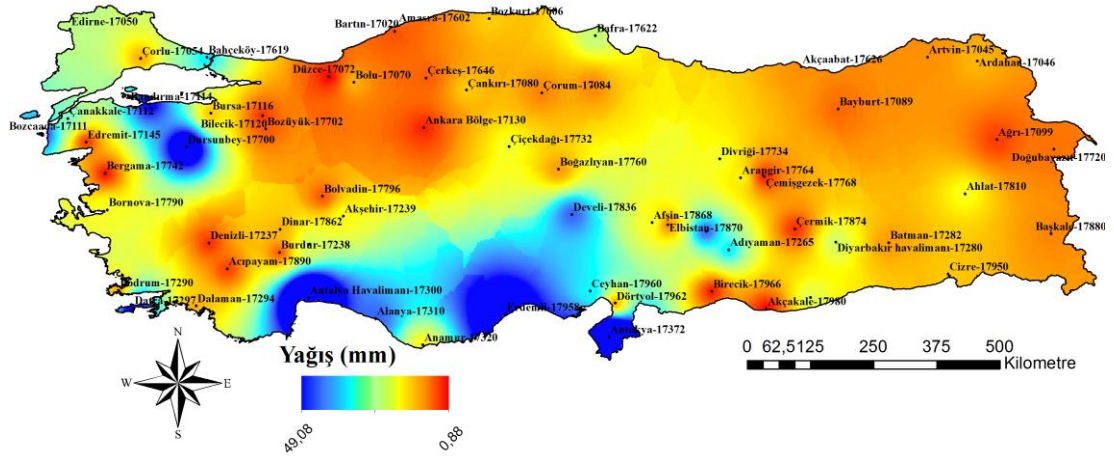 Bozkurt-17606
Amasra-17602
Bartın-17020
Edirne-17050
Bafra-17622
Çorlu-17054
Bahçeköy-17619
Akçaabat-17626
Artvin-17045
Ardahan-17046
Düzce-17072
Bolu-17070
Çerkeş-17646
Çankırı-17080
Çorum-17084
Bandırma-17114
Çanakkale-17112
Bursa-17116
Bayburt-17089
Bozcaada-17111
Bilecik-17120
Bozüyük-17702
Ankara Bölge-17130
Edremit-17145
Dursunbey-17700
Çiçekdağı-17732
Ağrı-17099
Doğubayazıt-17720
Divriği-17734
Bergama-17742
Boğazlıyan-17760
Arapgir-17764
Çemişgezek-17768
Bolvadin-17796
Ahlat-17810
Bornova-17790
Akşehir-17239
Develi-17836
Dinar-17862
Afşin-17868
Elbistan-17870
Çermik-17874
Başkale-17880
Denizli-17237
Burdur-17238
Adıyaman-17265
Batman-17282
Diyarbakır havalimanı-17280
Acıpayam-17890
Cizre-17950
Bodrum-17290
Datça-17297
Dalaman-17294
Antalya Havalimanı-17300
Ceyhan-17960
Birecik-17966
Dörtyol-17962
Akçakale-17980
Alanya-17310
Erdemli-17958
Anamur-17320
Antakya-17372
Yağış (mm)
49,08
0,88
N
W
E
S
0 62,5 125 250 375 500
Kilometre